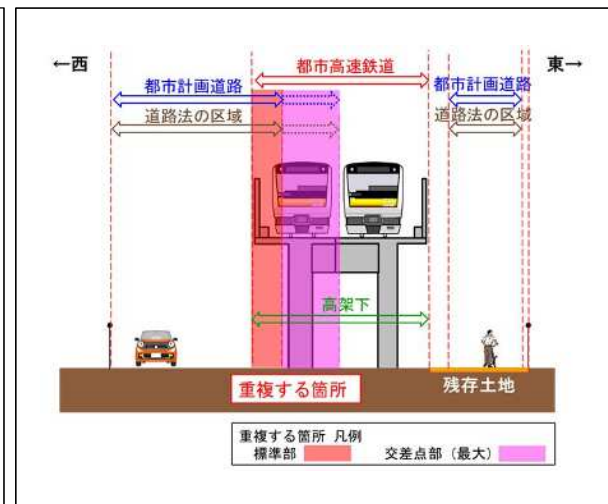 ←西
東→
都市高速鉄道
都市計画道路
都市計画道路
道路法の区域
道路法の区域
高架下
重複する箇所
残存土地
重複する箇所 凡例
標準部
交差点部（最大）